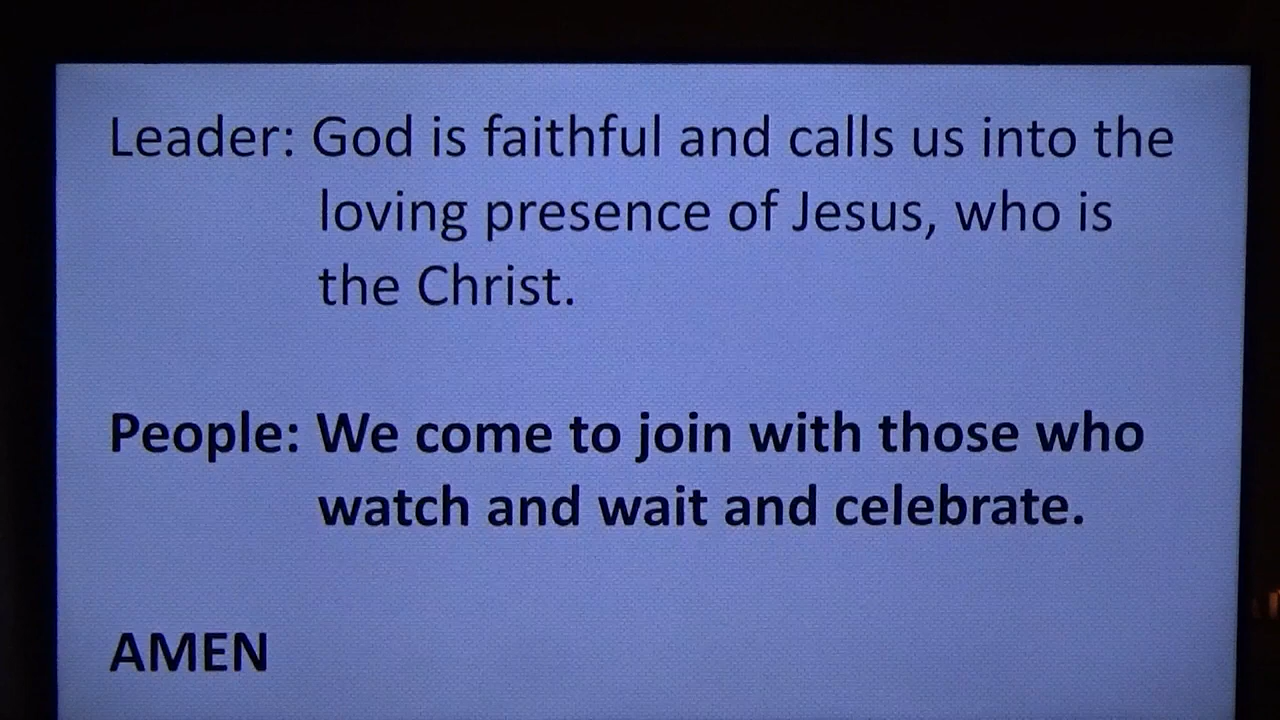 Leader: God is faithful and calls us into the
loving presence of Jesus, who is
the Christ.
People: We come to join with those who
watch and wait and celebrate.
AMEN